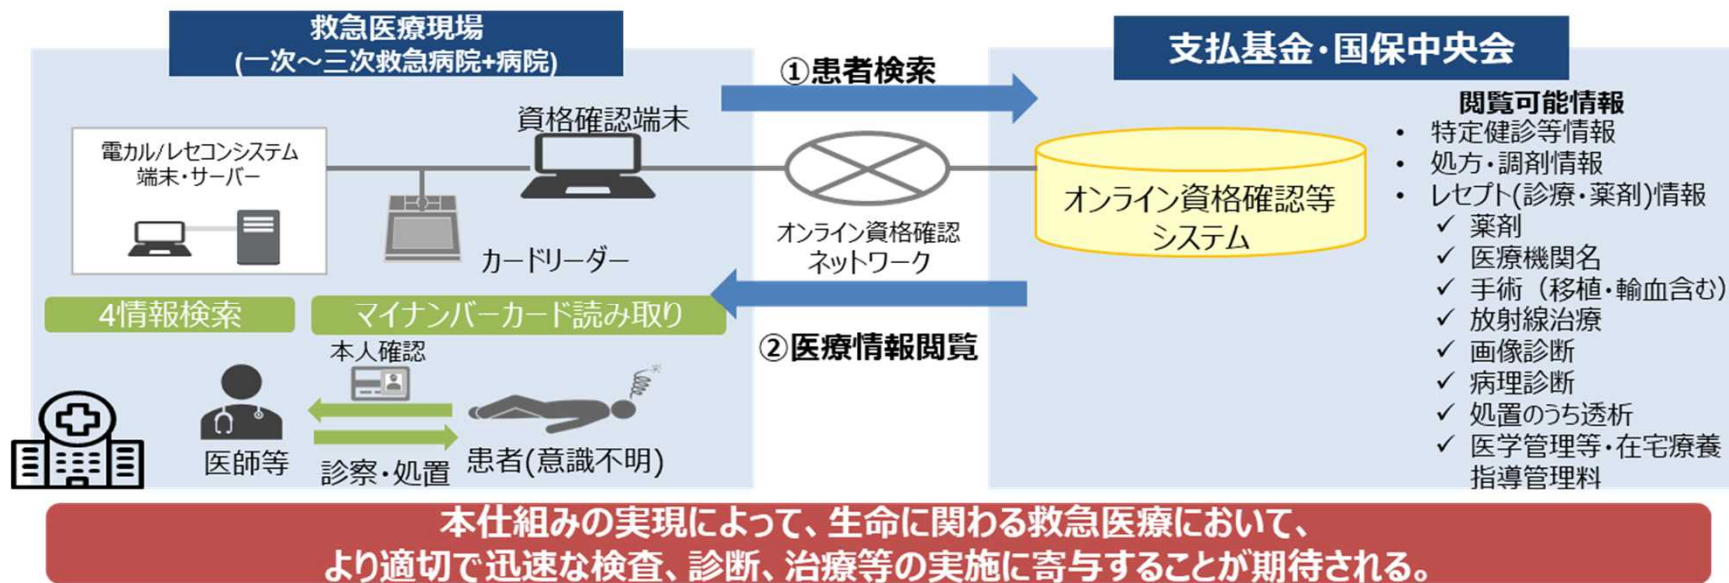 救急医療現場
(一次～三次救急病院+病院)
電カル/レセコンシステム
端末・サーバー
資格確認端末
カードリーダー
4情報検索
マイナンバーカード読み取り
本人確認
医師等
診察・処置
患者(意識不明)
①患者検索
オンライン資格確認
ネットワーク
②医療情報閲覧
支払基金・国保中央会
オンライン資格確認等
システム
閲覧可能情報
• 特定健診等情報
• 処方・調剤情報
• レセプト(診療・薬剤)情報
✓ 薬剤
✓ 医療機関名
✓ 手術（移植・輸血含む）
✓ 放射線治療
✓ 画像診断
✓ 病理診断
✓ 処置のうち透析
✓ 医学管理等・在宅療養
指導管理料
本仕組みの実現によって、生命に関わる救急医療において、
より適切で迅速な検査、診断、治療等の実施に寄与することが期待される。